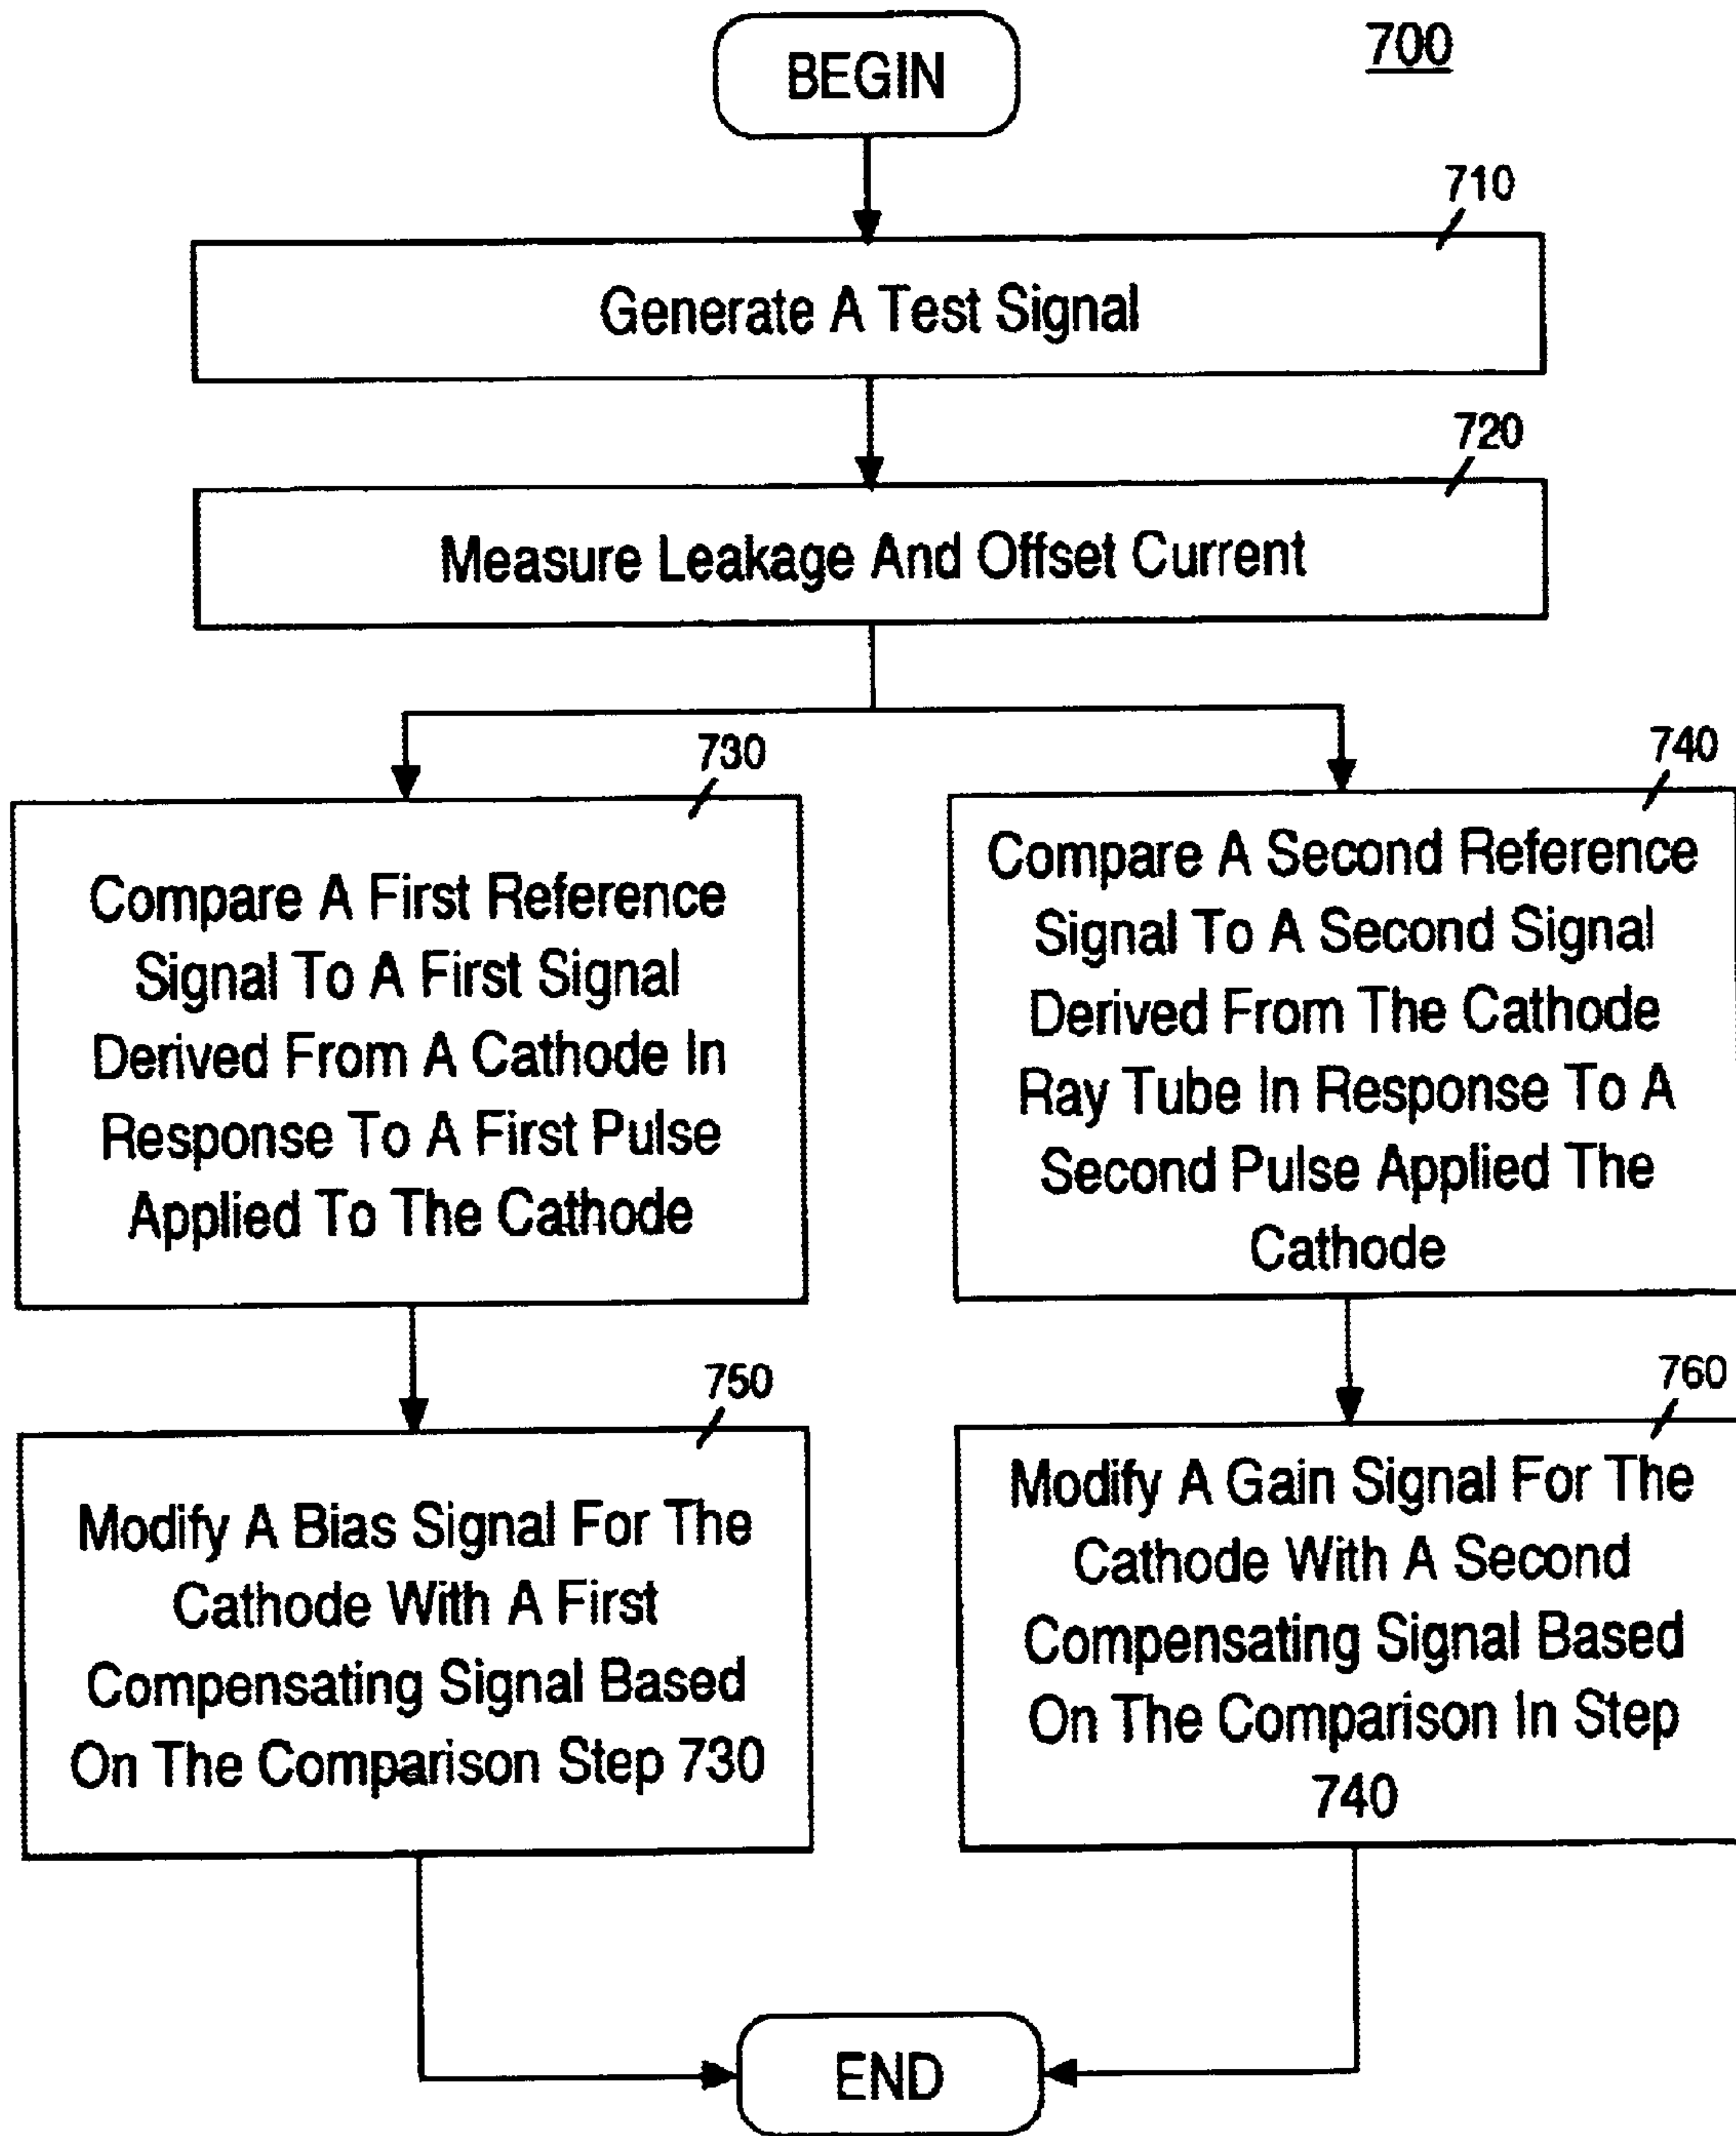 700
BEGIN
710
Generate A Test Signal
720
Measure Leakage And Offset Current
730
Compare A First Reference
Signal To A First Signal
Derived From A Cathode In
Response To A First Pulse
Applied To The Cathode
740
Compare A Second Reference
Signal To A Second Signal
Derived From The Cathode
Ray Tube In Response To A
Second Pulse Applied The
Cathode
750
Modify A Bias Signal For The
Cathode With A First
Compensating Signal Based
On The Comparison Step 730
760
Modify A Gain Signal For The
Cathode With A Second
Compensating Signal Based
On The Comparison In Step
740
END